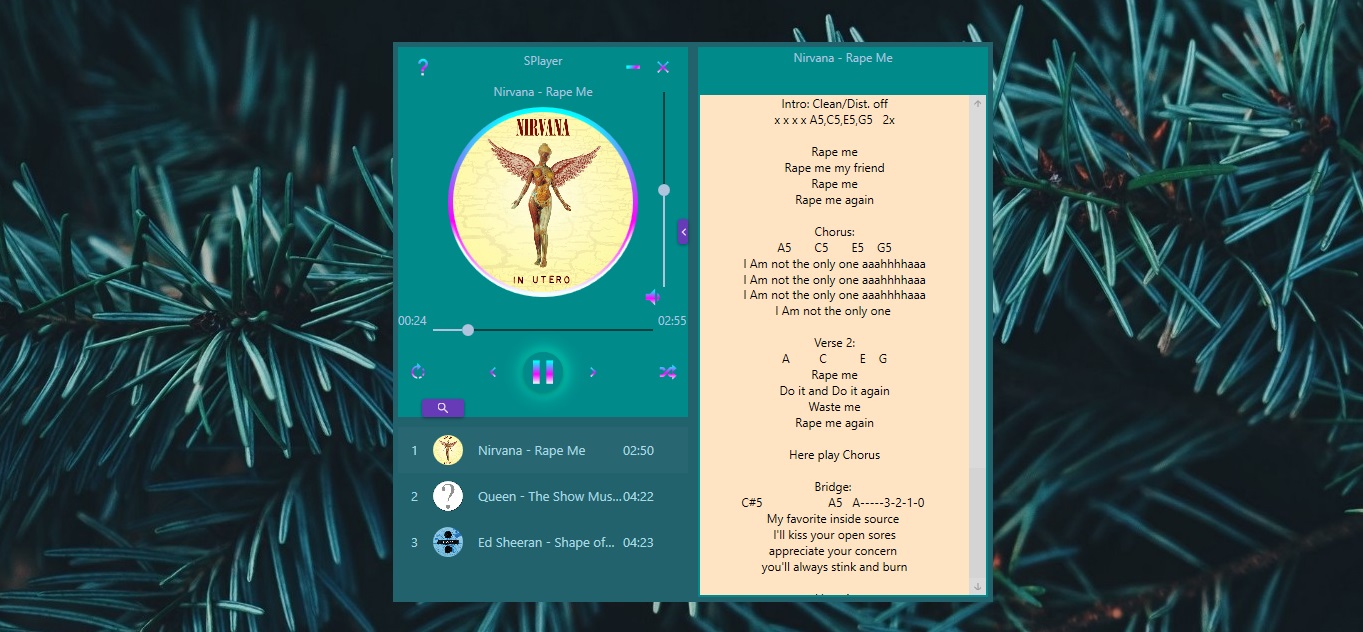 SPlayer
Nirvana - Rape Me
NIRVANA
IN UTERO
00:24
02:55
1 Nirvana - Rape Me 02:50
2 Queen - The Show Mus... 04:22
3 Ed Sheeran - Shape of... 04:23
Nirvana - Rape Me
Intro: Clean/Dist. off
x x x x A5,C5,E5,G5 2x
Rape me
Rape me my friend
Rape me
Rape me again
Chorus:
A5 C5 E5 G5
I Am not the only one aaahhhhaaa
I Am not the only one aaahhhhaaa
I Am not the only one aaahhhhaaa
I Am not the only one
Verse 2:
A C E G
Rape me
Do it and Do it again
Waste me
Rape me again
Here play Chorus
Bridge:
C#5 A5 A-----3-2-1-0
My favorite inside source
I'll kiss your open sores
appreciate your concern
you'll always stink and burn